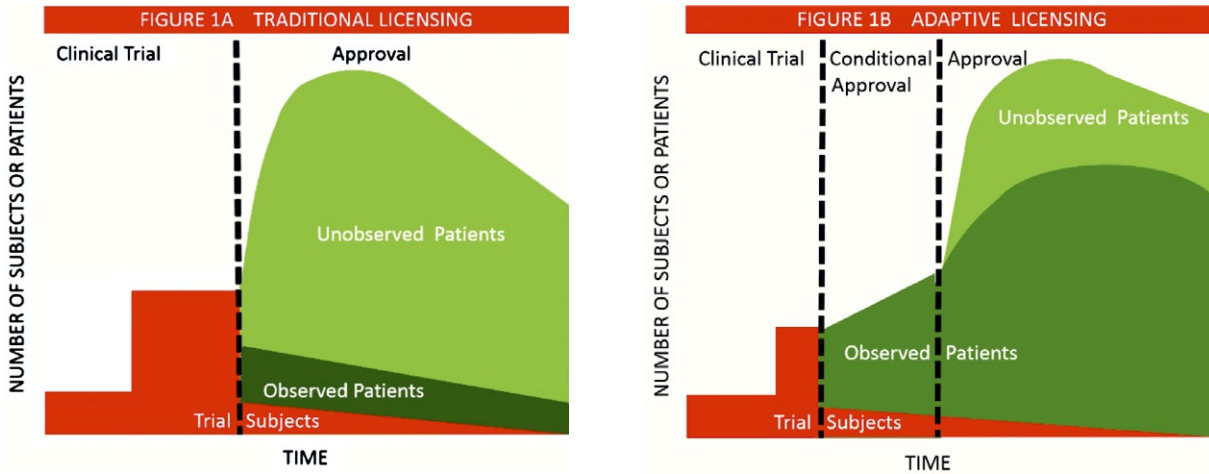 FIGURE 1A TRADITIONAL LICENSING
Clinical Trial
Approval
NUMBER OF SUBJECTS OR PATIENTS
Unobserved Patients
Observed Patients
Trial Subjects
TIME
FIGURE 1B ADAPTIVE LICENSING
Clinical Trial
Conditional
Approval
Approval
NUMBER OF SUBJECTS OR PATIENTS
Unobserved Patients
Observed Patients
Trial Subjects
TIME